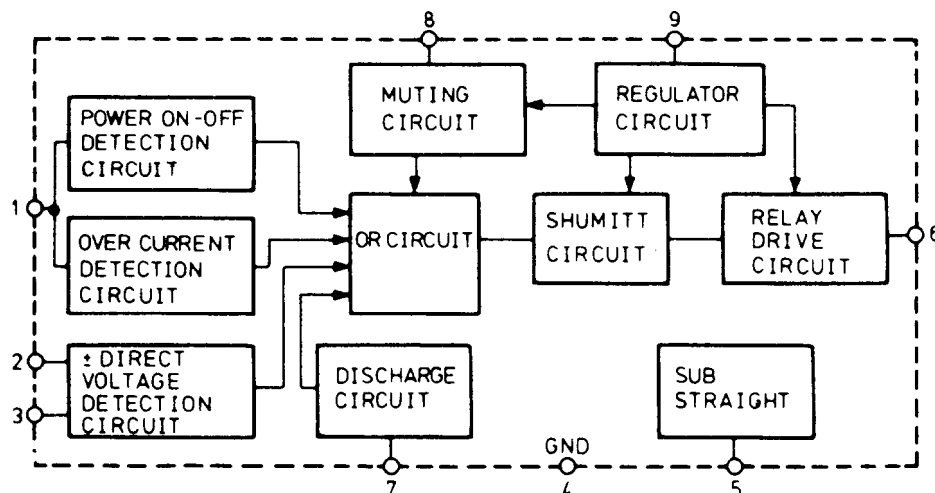 8
9
MUTING
CIRCUIT
REGULATOR
CIRCUIT
POWER ON-OFF
DETECTION
CIRCUIT
1
OVER CURRENT
DETECTION
CIRCUIT
OR CIRCUIT
SHUMITT
CIRCUIT
RELAY
DRIVE
CIRCUIT
6
2
3
± DIRECT
VOLTAGE
DETECTION
CIRCUIT
DISCHARGE
CIRCUIT
SUB
STRAIGHT
GND
7
4
5